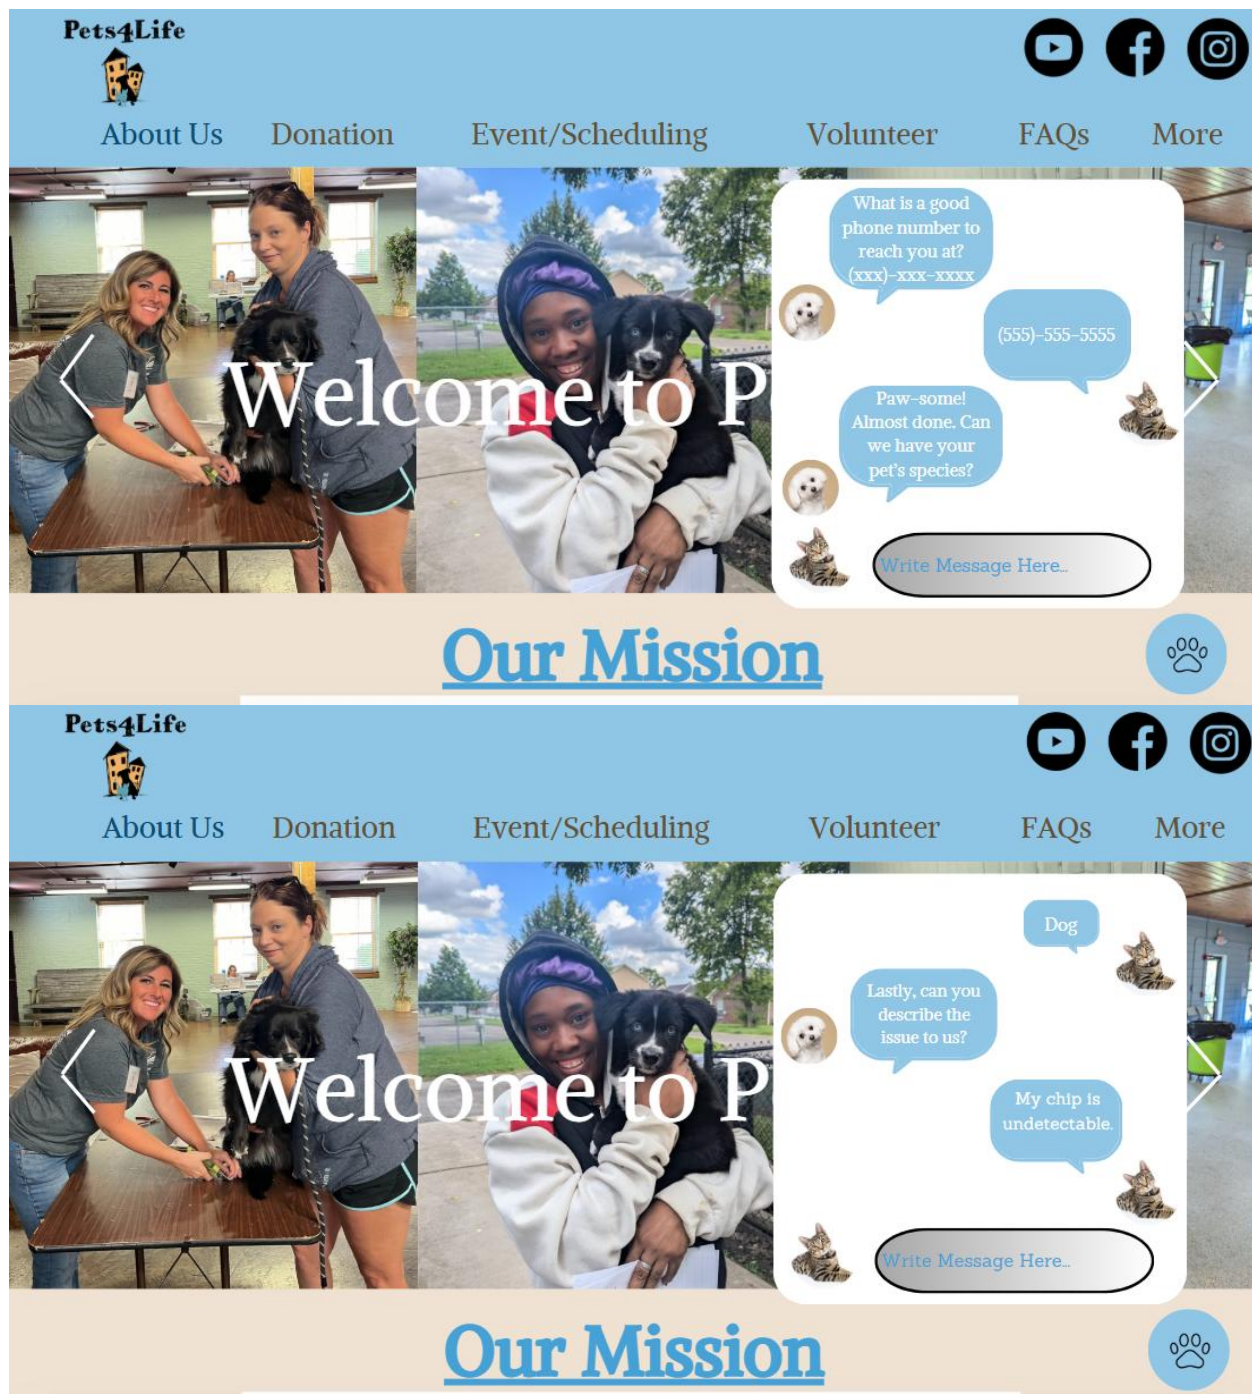 Pets4Life
About Us Donation Event/Scheduling Volunteer FAQs More
Welcome to P
What is a good
phone number to
reach you at?
(xxx)-xxx-xxxx
(555)-555-5555
Paw-some!
Almost done. Can
we have your
pet's species?
Write Message Here...
Our Mission
Pets4Life
About Us Donation Event/Scheduling Volunteer FAQs More
Welcome to P
Dog
Lastly, can you
describe the
issue to us?
My chip is
undetectable.
Write Message Here...
Our Mission